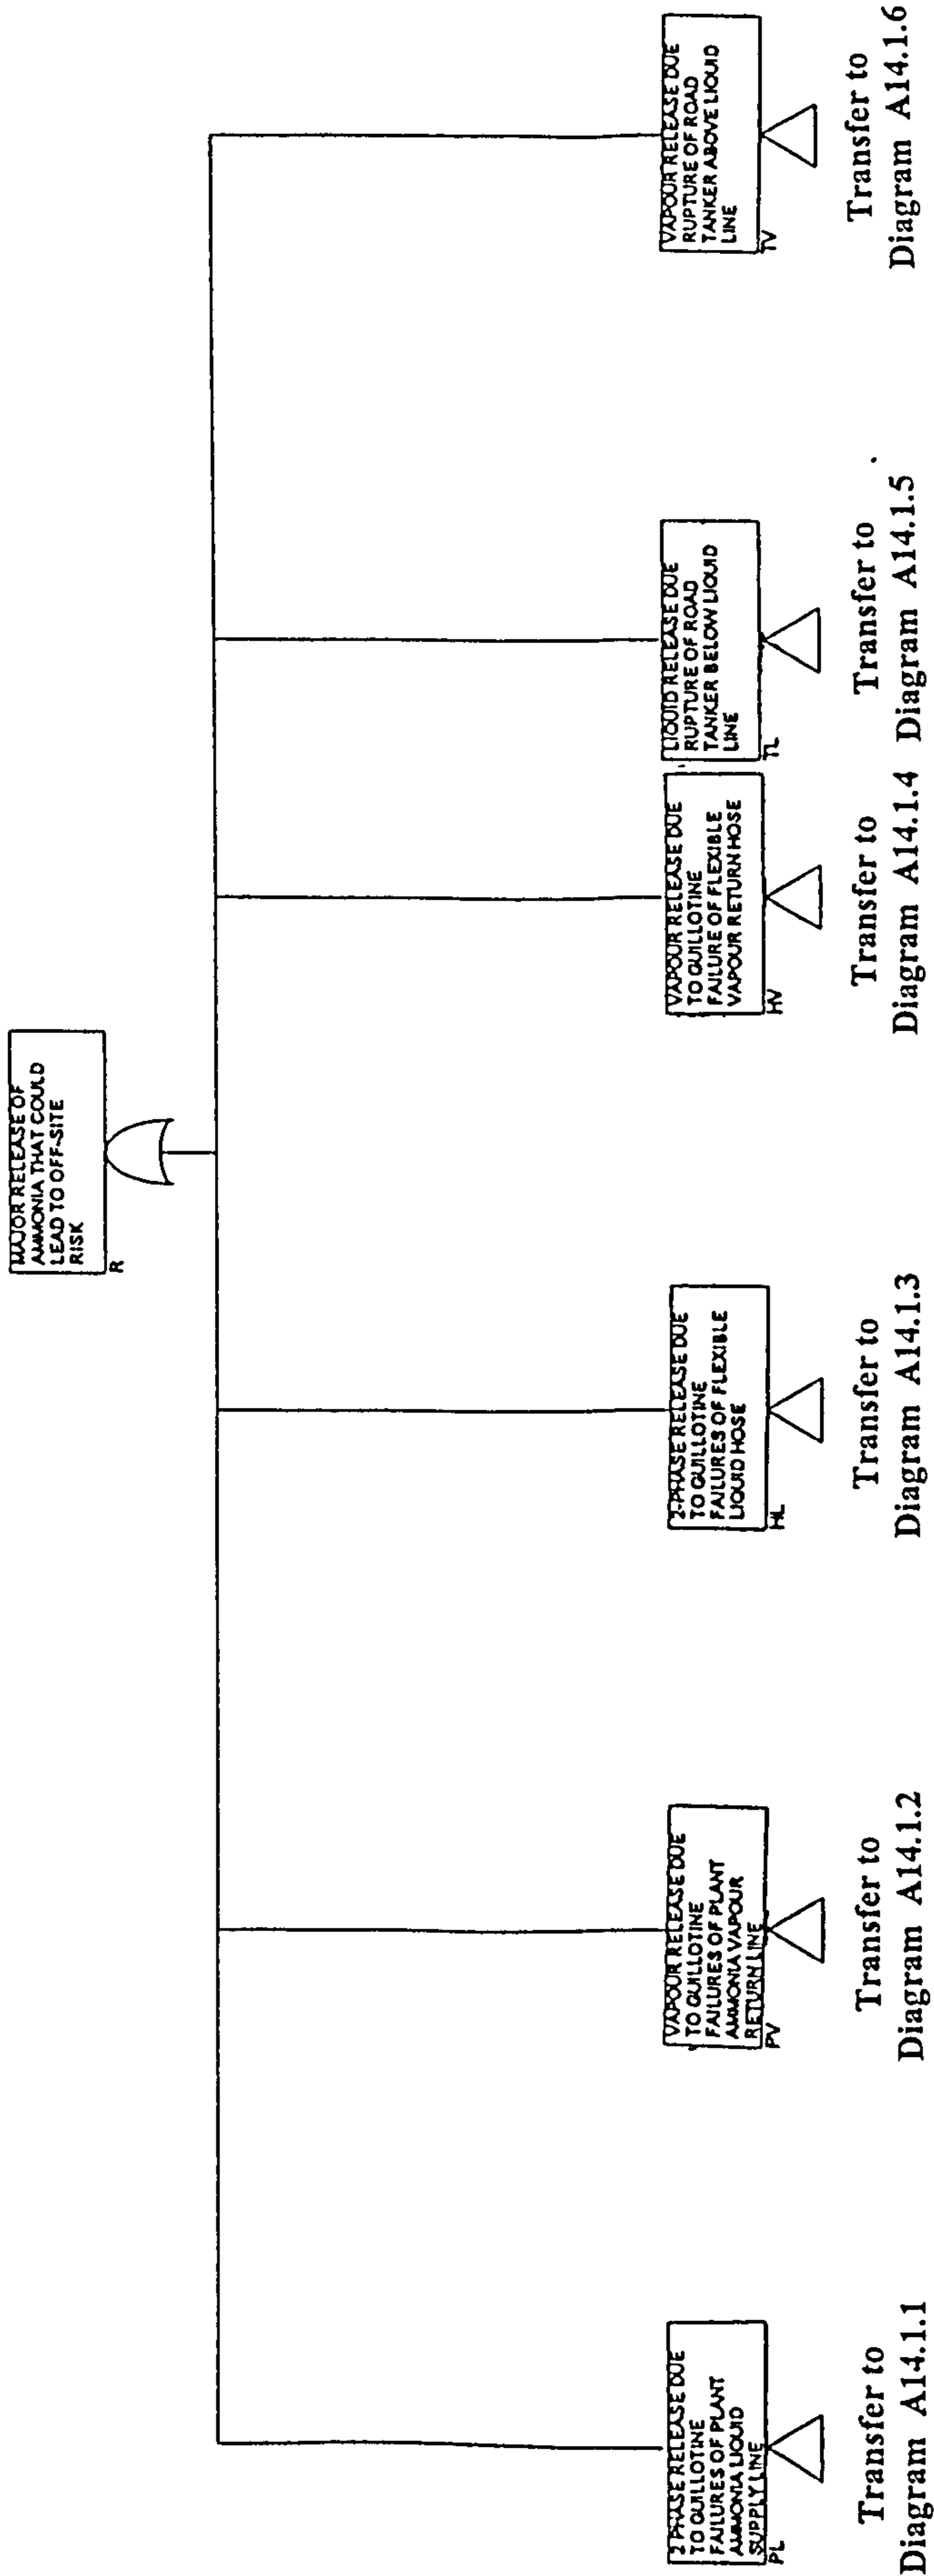 MAJOR RELEASE OF
AMMONIA THAT COULD
LEAD TO OFF-SITE
RISK
R
2 PHASE RELEASE DUE
TO GUILLOTINE
FAILURES OF PLANT
AMMONIA LIQUID
SUPPLY LINE
PL
Transfer to
Diagram A14.1.1
VAPOUR RELEASE DUE
TO GUILLOTINE
FAILURES OF PLANT
AMMONIA VAPOUR
RETURN LINE
PV
Transfer to
Diagram A14.1.2
2-PHASE RELEASE DUE
TO GUILLOTINE
FAILURES OF FLEXIBLE
LIQUID HOSE
HL
Transfer to
Diagram A14.1.3
VAPOUR RELEASE DUE
TO GUILLOTINE
FAILURE OF FLEXIBLE
VAPOUR RETURN HOSE
HV
Transfer to
Diagram A14.1.4
LIQUID RELEASE DUE
RUPTURE OF ROAD
TANKER BELOW LIQUID
LINE
TL
Transfer to
Diagram A14.1.5
VAPOUR RELEASE DUE
RUPTURE OF ROAD
TANKER ABOVE LIQUID
LINE
TV
Transfer to
Diagram A14.1.6